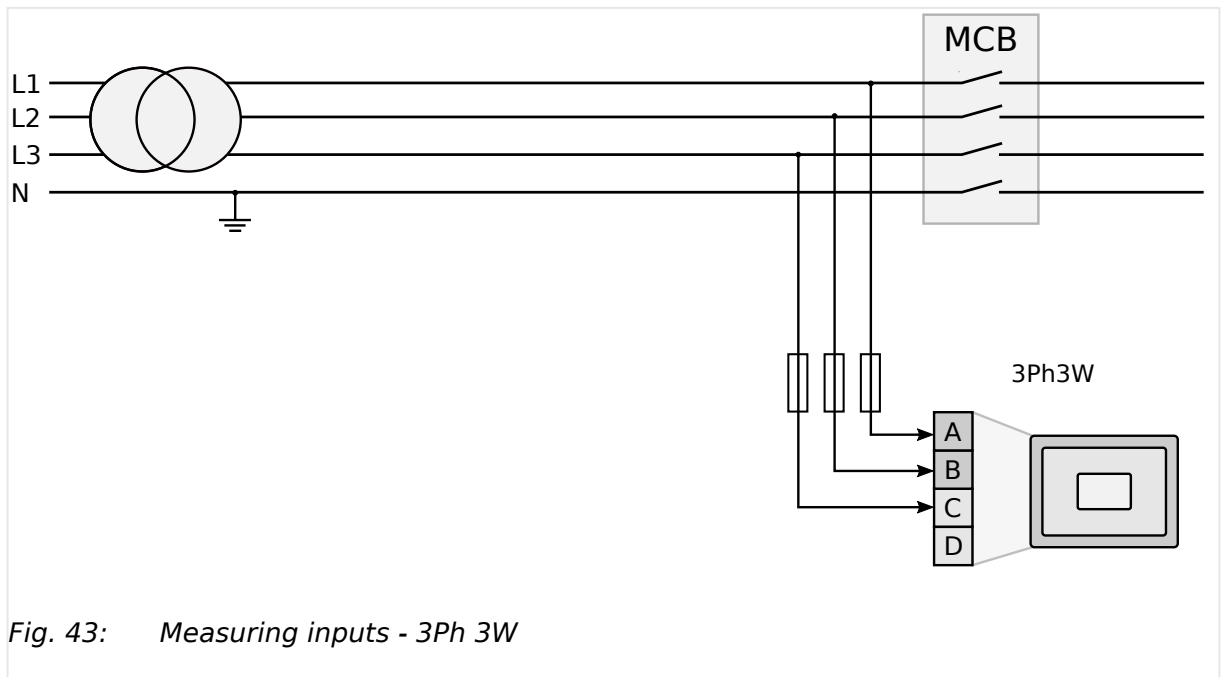 MCB
L1
L2
L3
N
3Ph3W
A
B
C
D
Fig. 43: Measuring inputs - 3Ph 3W